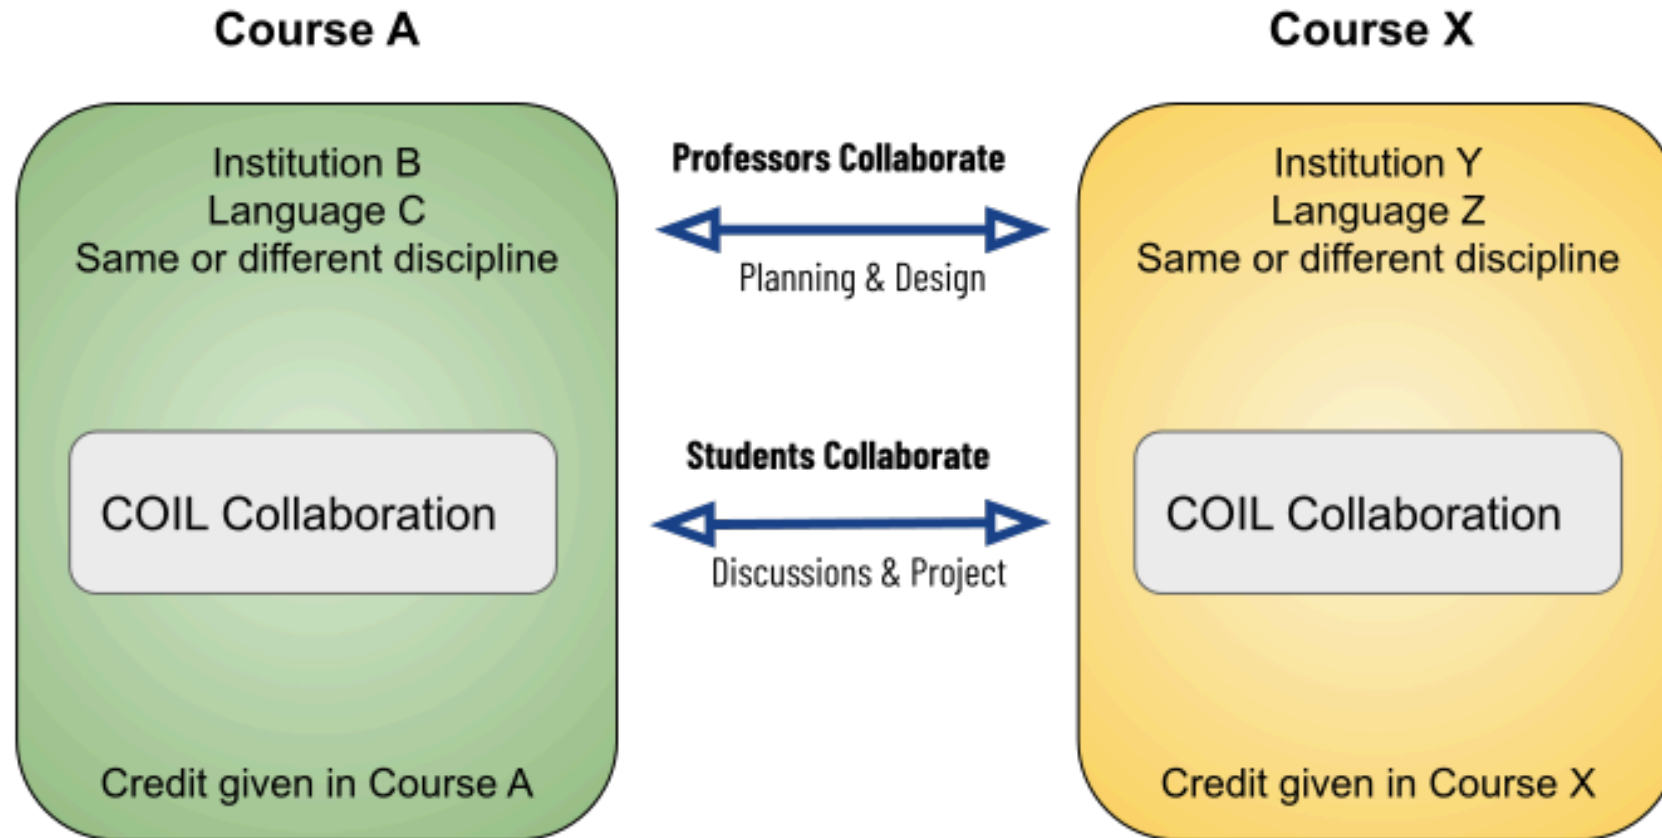 Course A
Institution B
Language C
Same or different discipline
COIL Collaboration
Credit given in Course A
Professors Collaborate
Planning & Design
Students Collaborate
Discussions & Project
Course X
Institution Y
Language Z
Same or different discipline
COIL Collaboration
Credit given in Course X